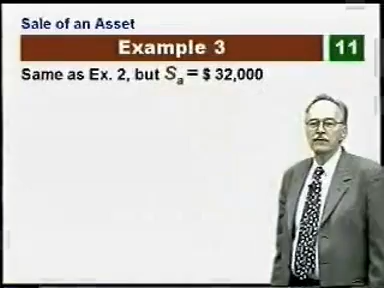 Sale of an Asset
Example 3 11
Same as Ex. 2, but Sa = $ 32,000